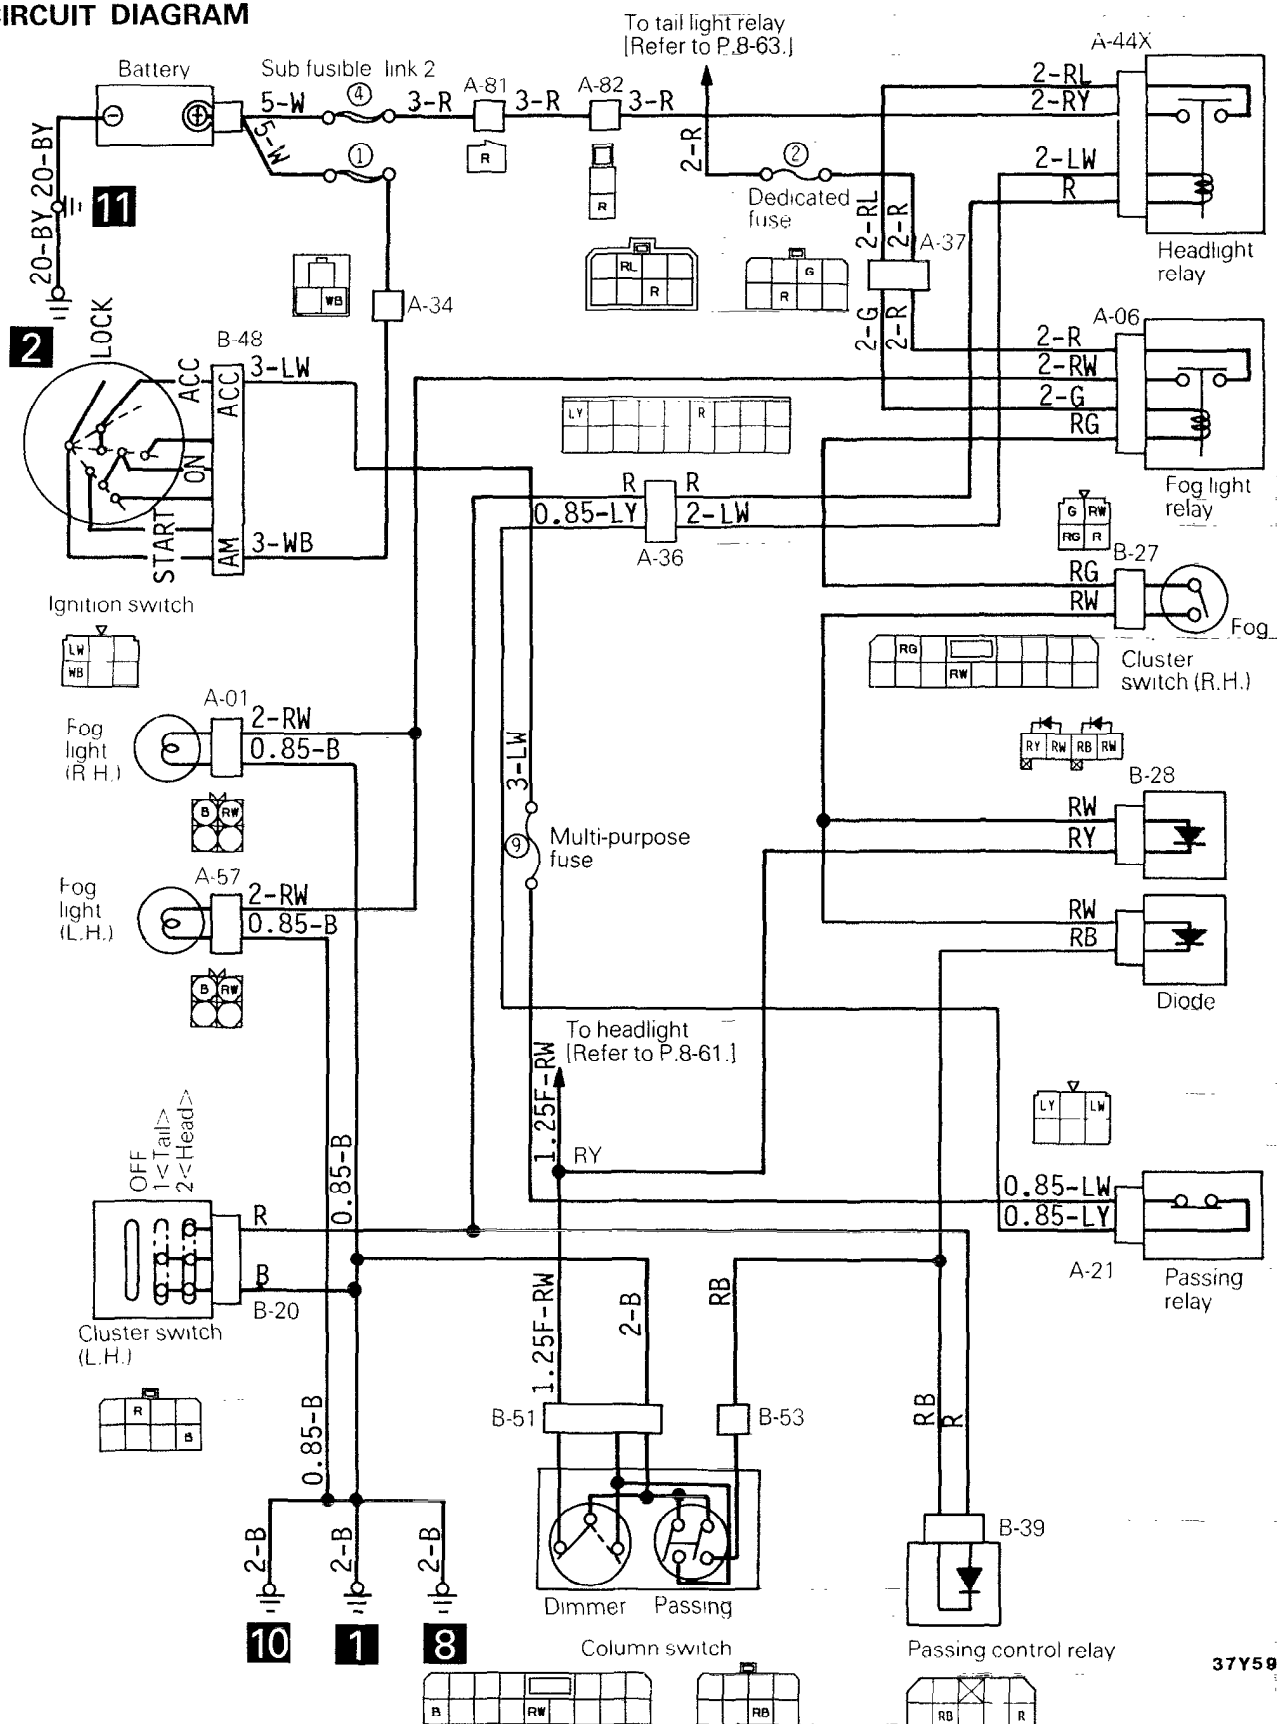 CIRCUIT DIAGRAM
To tail light relay
[Refer to P.8-63.]
A-44X
Battery
Sub fusible link 2
A-81
A-82
2-RL
2-RY
5-W
4
3-R
3-R
3-R
5-W
1
R
R
2-R
2
Dedicated
fuse
2-LW
R
20-BY
20-BY
11
2-RL
2-R
A-37
Headlight
relay
RL
R
G
R
WB
A-34
2-G
2-R
A-06
2
LOCK
B-48
ACC
ACC
3-LW
2-R
2-RW
2-G
RG
LY
R
ON
START
AM
3-WB
R
0.85-LY
R
2-LW
A-36
Fog light
relay
G
RW
RG
R
B-27
RG
RW
Fog
Ignition switch
LW
WB
RG
RW
Cluster
switch (R.H.)
A-01
Fog
light
(R.H.)
2-RW
0.85-B
B
RW
3-LW
RY
RW
RB
RW
B-28
9
Multi-purpose
fuse
RW
RY
A-57
Fog
light
(L.H.)
2-RW
0.85-B
B
RW
RW
RB
Diode
To headlight
[Refer to P.8-61.]
1.25F-RW
RY
LY
LW
OFF
1<Tail>
2<Head>
0.85-B
0.85-LW
0.85-LY
A-21
Passing
relay
R
B
B-20
Cluster switch
(L.H.)
1.25F-RW
2-B
RB
R
B
0.85-B
B-51
B-53
RB
R
B-39
2-B
2-B
2-B
10
1
8
Dimmer
Passing
Column switch
Passing control relay
37Y59
B
RW
RB
RB
R